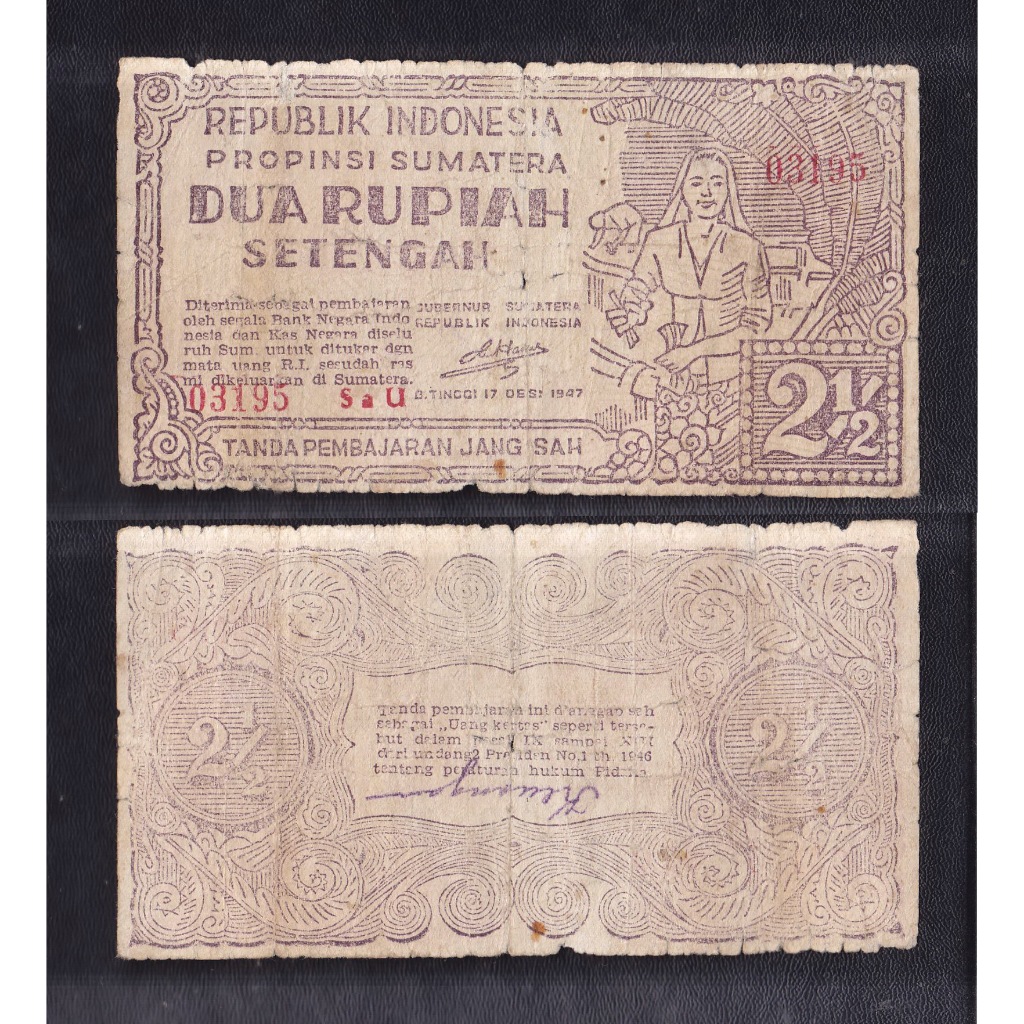 REPUBLIK INDONESIA
PROPINSI SUMATERA
DUA RUPIAH
SETENGAH
03195
Diterima sebagai pembajaran
oleh segala Bank Negara Indo
nesia dan Kas Negara diselu
ruh Sum. untuk ditukar dgn
mata uang R.I. sesudah ras
mi dikeluarkan di Sumatera.
GUBERNUR SUMATERA
REPUBLIK INDONESIA
B.TINGGI 17 DES! 1947
03195 SaU
2 1/2
TANDA PEMBAJARAN JANG SAH
2 1/2
Tanda pembajaran ini dianggap sah
sebagai „Uang kertas" seperti terse-
but dalam pasal IX sampai XIII
dari undang2 Presiden No.1 th. 1946
tentang peraturan hukum Pidana.
2 1/2